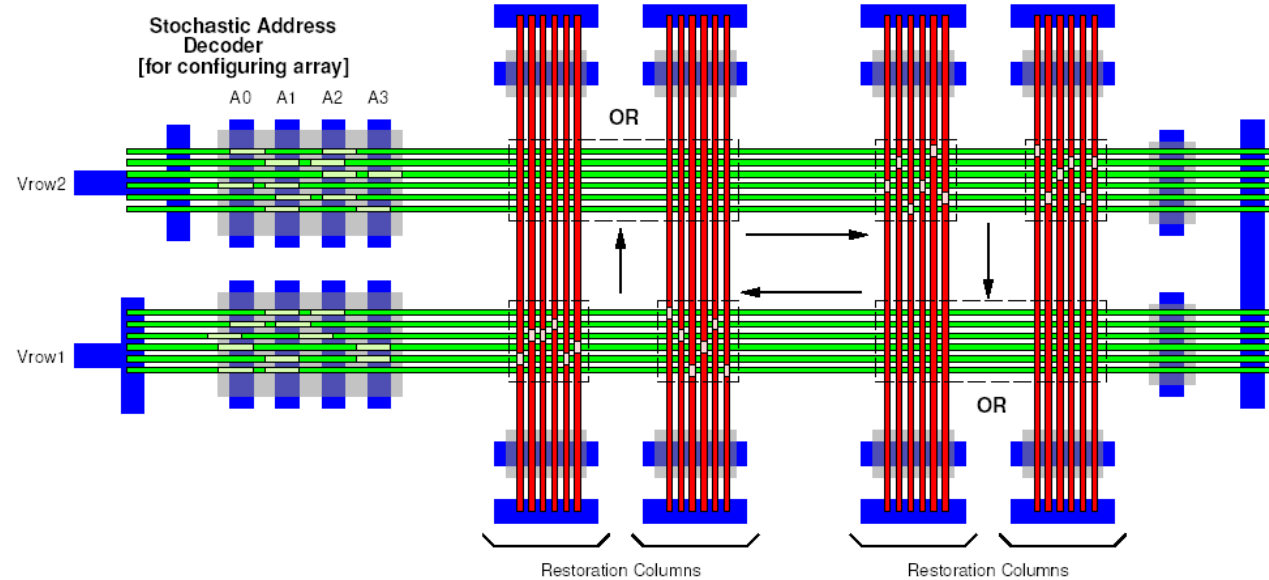 Stochastic Address
Decoder
[for configuring array]
A0 A1 A2 A3
OR
Vrow2
Vrow1
OR
Restoration Columns
Restoration Columns